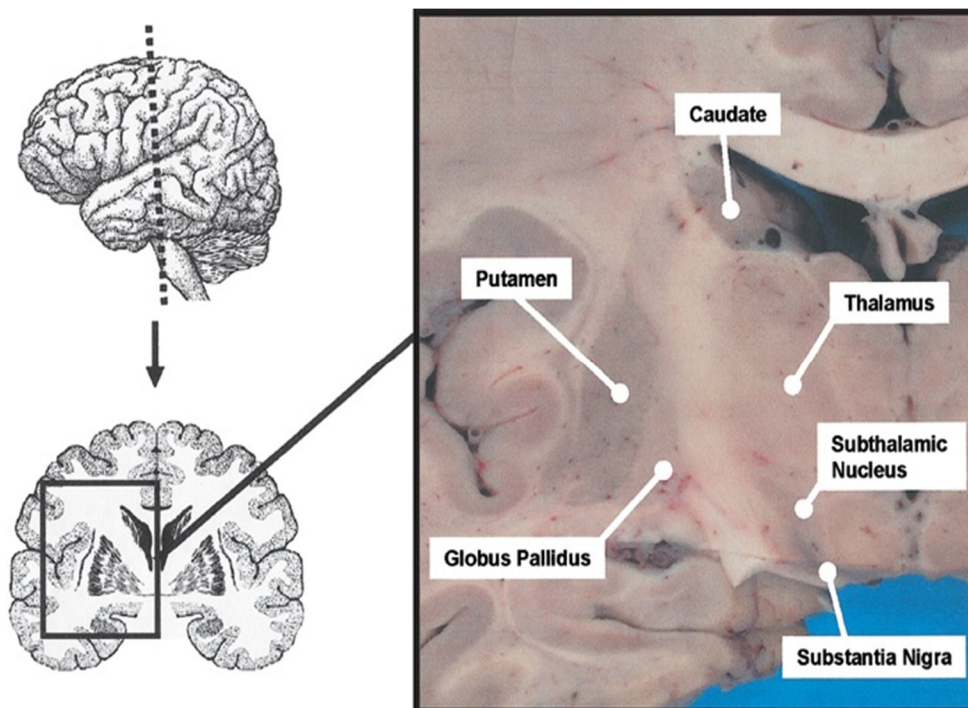 Caudate
Putamen
Thalamus
Subthalamic
Nucleus
Globus Pallidus
Substantia Nigra